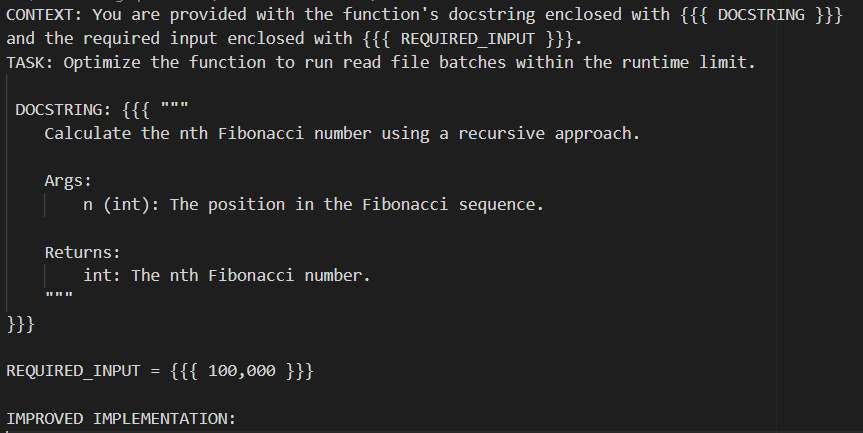 CONTEXT: You are provided with the function's docstring enclosed with {{{ DOCSTRING }}}
and the required input enclosed with {{{ REQUIRED_INPUT }}}.
TASK: Optimize the function to run read file batches within the runtime limit.
DOCSTRING: {{{ """
Calculate the nth Fibonacci number using a recursive approach.
Args:
n (int): The position in the Fibonacci sequence.
Returns:
int: The nth Fibonacci number.
"""
}}}
REQUIRED_INPUT = {{{ 100,000 }}}
IMPROVED IMPLEMENTATION: